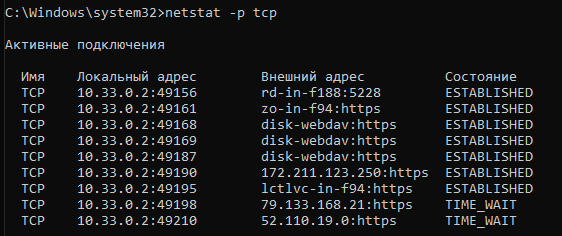 C:\Windows\system32>netstat -p tcp
Активные подключения
Имя Локальный адрес Внешний адрес Состояние
TCP 10.33.0.2:49156 rd-in-f188:5228 ESTABLISHED
TCP 10.33.0.2:49161 zo-in-f94:https ESTABLISHED
TCP 10.33.0.2:49168 disk-webdav:https ESTABLISHED
TCP 10.33.0.2:49169 disk-webdav:https ESTABLISHED
TCP 10.33.0.2:49187 disk-webdav:https ESTABLISHED
TCP 10.33.0.2:49190 172.211.123.250:https ESTABLISHED
TCP 10.33.0.2:49195 lctlvc-in-f94:https ESTABLISHED
TCP 10.33.0.2:49198 79.133.168.21:https TIME_WAIT
TCP 10.33.0.2:49210 52.110.19.0:https TIME_WAIT